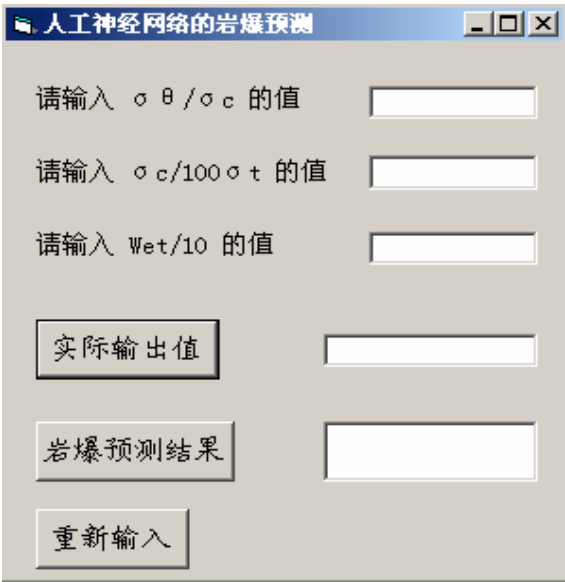 人工神经网络的岩爆预测
请输入 σθ/σc 的值
请输入 σc/100σt 的值
请输入 Wet/10 的值
实际输出值
岩爆预测结果
重新输入